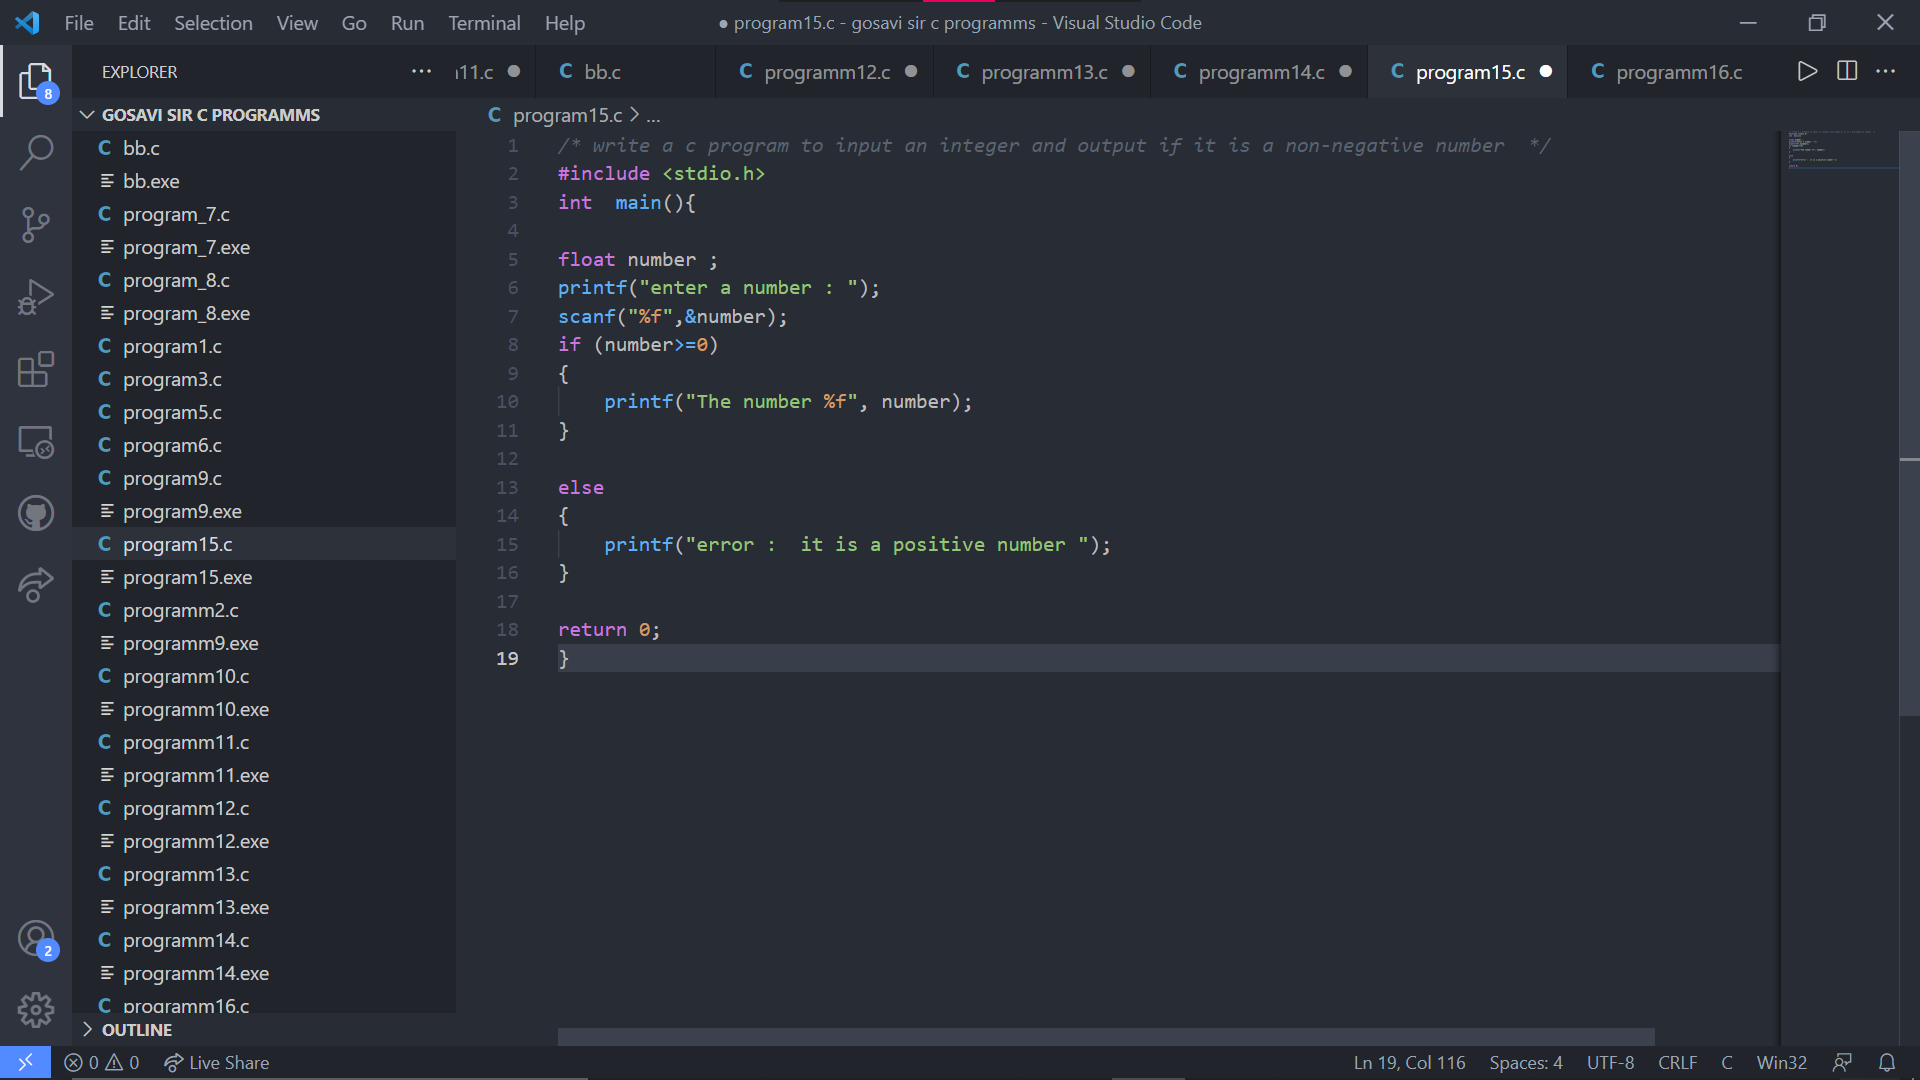 File Edit Selection View Go Run Terminal Help
● program15.c - gosavi sir c programms - Visual Studio Code
EXPLORER
11.c
bb.c
programm12.c
programm13.c
programm14.c
program15.c
programm16.c
8
GOSAVI SIR C PROGRAMMS
bb.c
bb.exe
program_7.c
program_7.exe
program_8.c
program_8.exe
program1.c
program3.c
program5.c
program6.c
program9.c
program9.exe
program15.c
program15.exe
programm2.c
programm9.exe
programm10.c
programm10.exe
programm11.c
programm11.exe
programm12.c
programm12.exe
programm13.c
programm13.exe
programm14.c
programm14.exe
programm16.c
OUTLINE
2
program15.c > ...
1 /* write a c program to input an integer and output if it is a non-negative number  */
2 #include <stdio.h>
3 int  main(){
4
5 float number ;
6 printf("enter a number : ");
7 scanf("%f",&number);
8 if (number>=0)
9 {
10     printf("The number %f", number);
11 }
12
13 else
14 {
15     printf("error :  it is a positive number ");
16 }
17
18 return 0;
19 }
0 0 Live Share
Ln 19, Col 116 Spaces: 4 UTF-8 CRLF C Win32